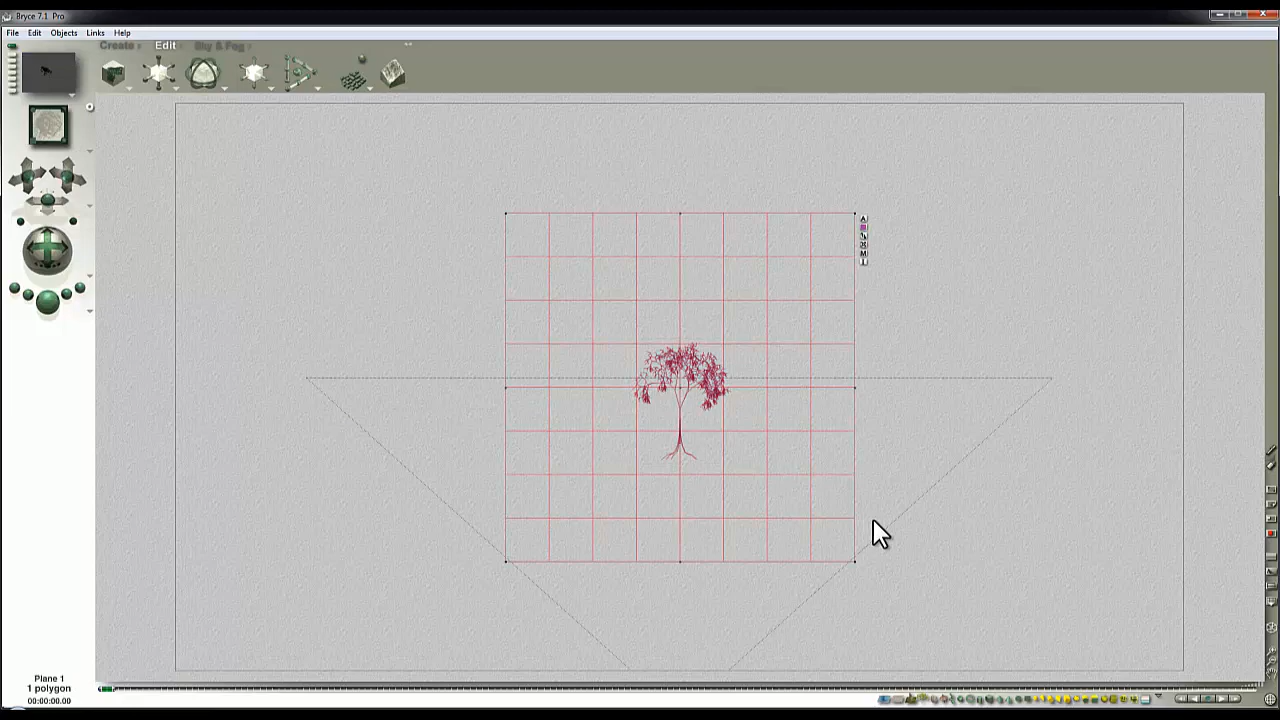 Bryce 7.1 Pro
File Edit Objects Links Help
Create Edit Sky & Fog
A
M
Plane 1
1 polygon
00:00:00.00